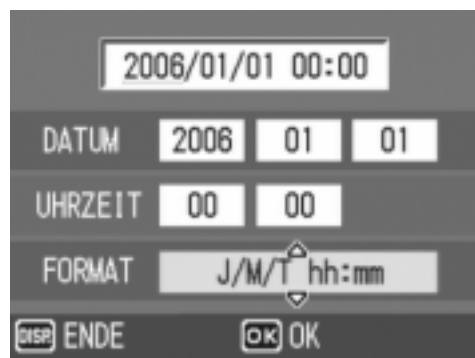 2006/01/01 00:00
DATUM 2006 01 01
UHRZEIT 00 00
FORMAT J/M/T hh:mm
DISP. ENDE OK OK